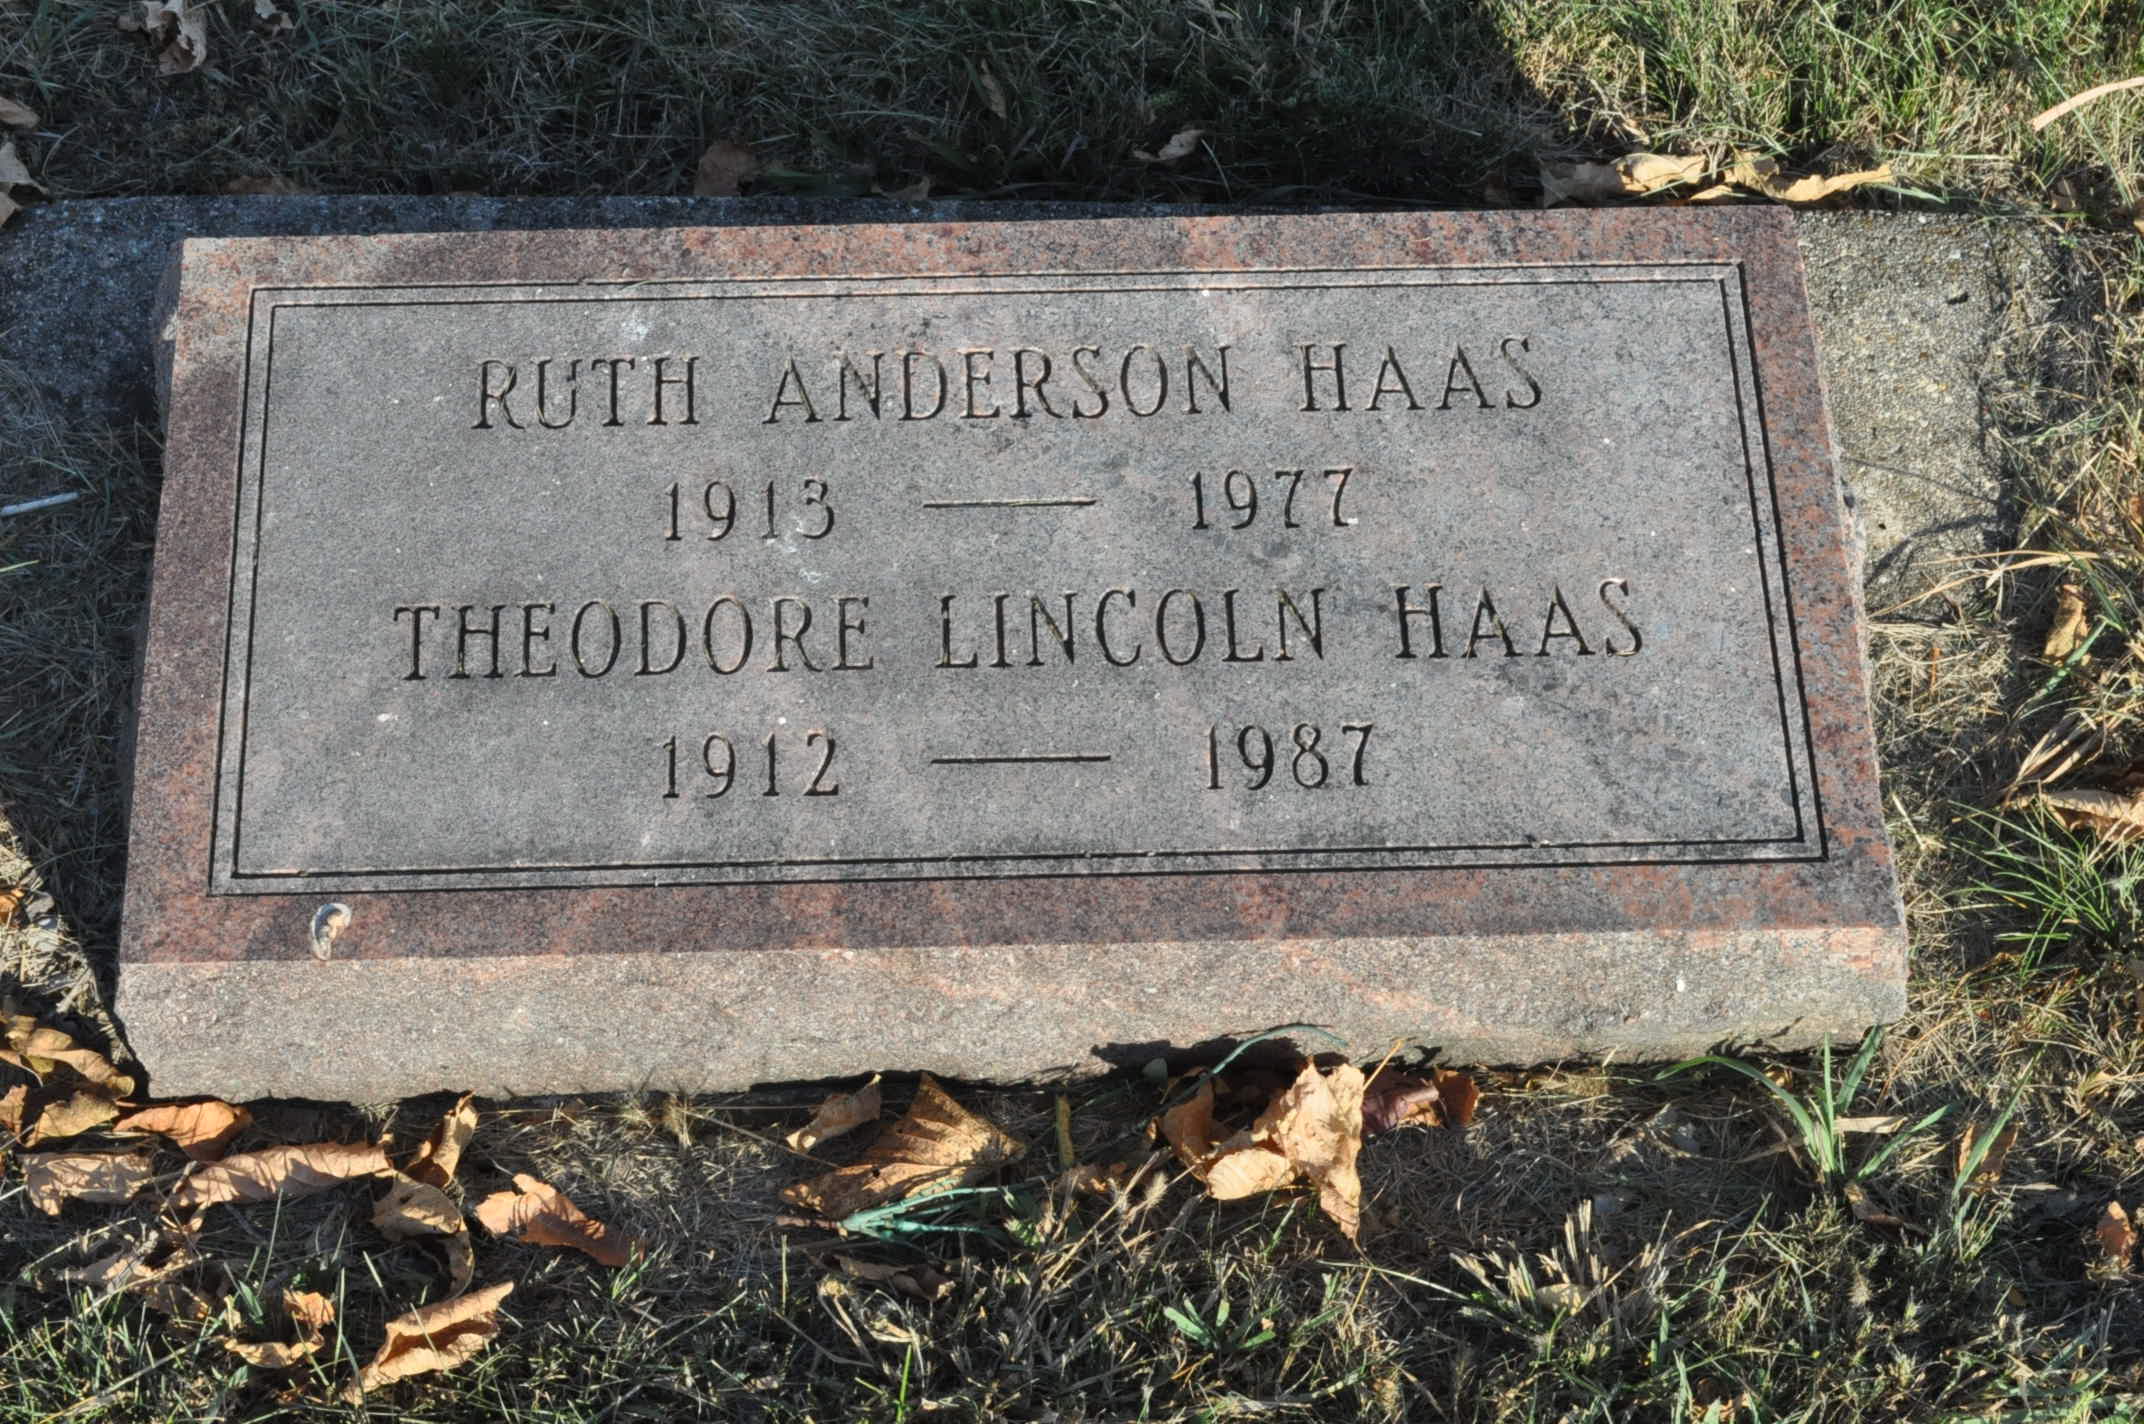 RUTH ANDERSON HAAS
1913 — 1977
THEODORE LINCOLN HAAS
1912 — 1987